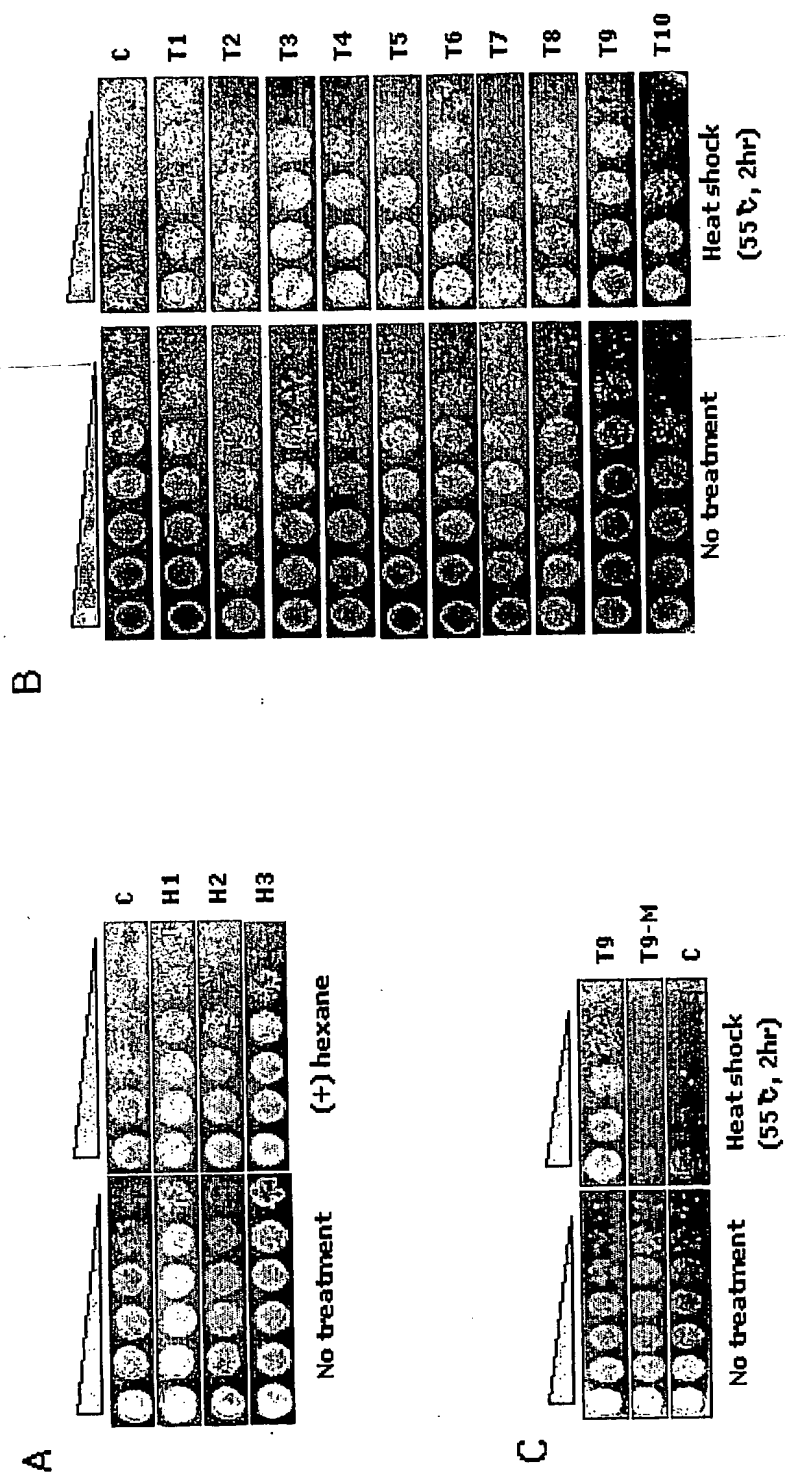 A
C
H1
H2
H3
No treatment
(+) hexane
B
C
T1
T2
T3
T4
T5
T6
T7
T8
T9
T10
No treatment
Heat shock
(55℃, 2hr)
C
T9
T9-M
C
No treatment
Heat shock
(55℃, 2hr)